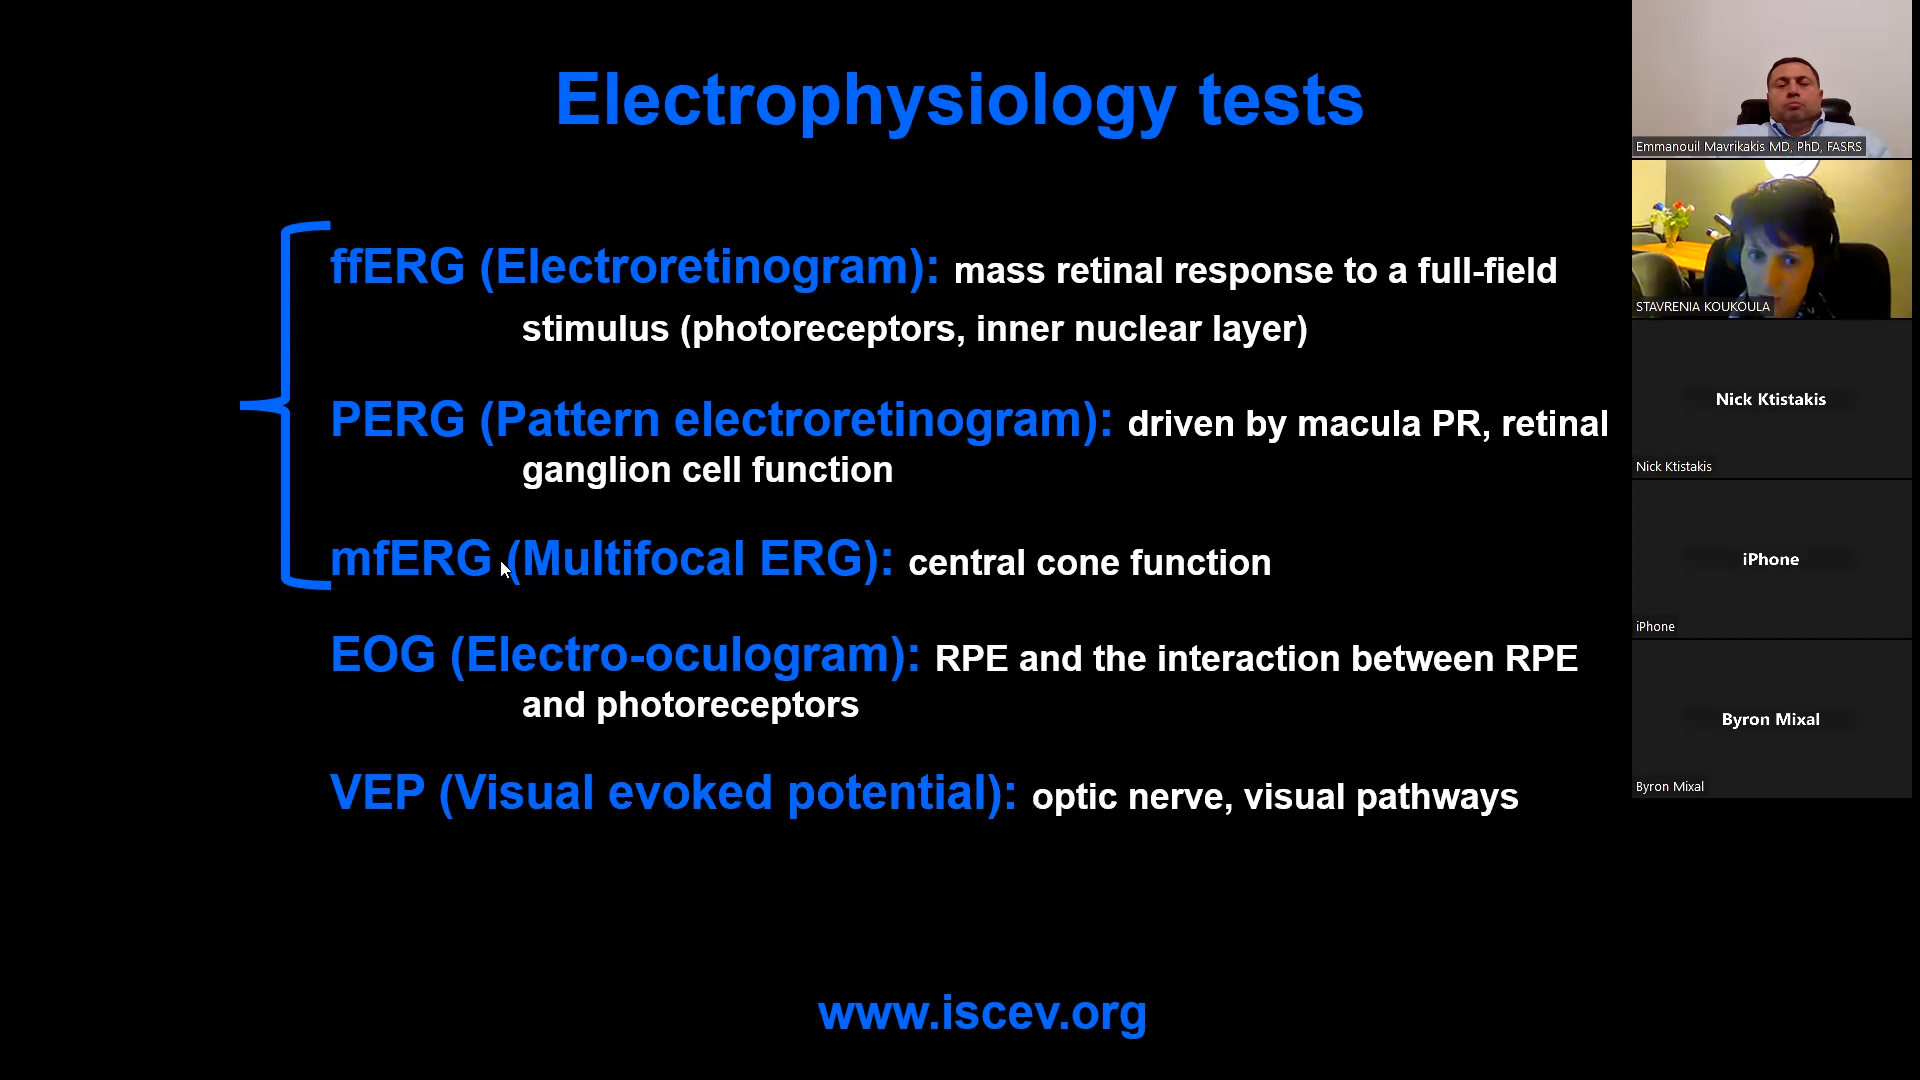 Electrophysiology tests
ffERG (Electroretinogram): mass retinal response to a full-field
stimulus (photoreceptors, inner nuclear layer)
PERG (Pattern electroretinogram): driven by macula PR, retinal
ganglion cell function
mfERG (Multifocal ERG): central cone function
EOG (Electro-oculogram): RPE and the interaction between RPE
and photoreceptors
VEP (Visual evoked potential): optic nerve, visual pathways
www.iscev.org
Emmanouil Mavrikakis MD, PhD, FASRS
STAVRENIA KOUKOULA
Nick Ktistakis
Nick Ktistakis
iPhone
iPhone
Byron Mixal
Byron Mixal